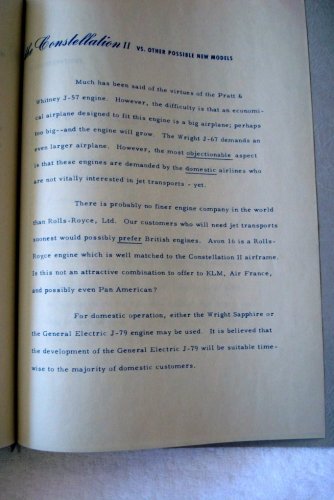 the Constellation II VS. OTHER POSSIBLE NEW MODELS
Much has been said of the virtues of the Pratt &
Whitney J-57 engine. However, the difficulty is that an economi-
cal airplane designed to fit this engine is a big airplane; perhaps
too big--and the engine will grow. The Wright J-67 demands an
even larger airplane. However, the most objectionable aspect
is that these engines are demanded by the domestic airlines who
are not vitally interested in jet transports - yet.
There is probably no finer engine company in the world
than Rolls-Royce, Ltd. Our customers who will need jet transports
soonest would possibly prefer British engines. Avon 16 is a Rolls-
Royce engine which is well matched to the Constellation II airframe.
Is this not an attractive combination to offer to KLM, Air France,
and possibly even Pan American?
For domestic operation, either the Wright Sapphire or
the General Electric J-79 engine may be used. It is believed that
the development of the General Electric J-79 will be suitable time-
wise to the majority of domestic customers.